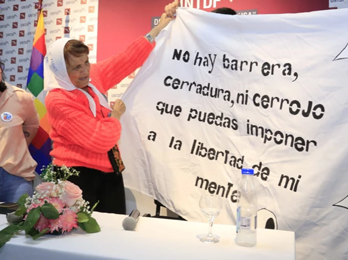 No hay barrera,
cerradura, ni cerrojo
que puedas imponer
a la libertad de mi
mente